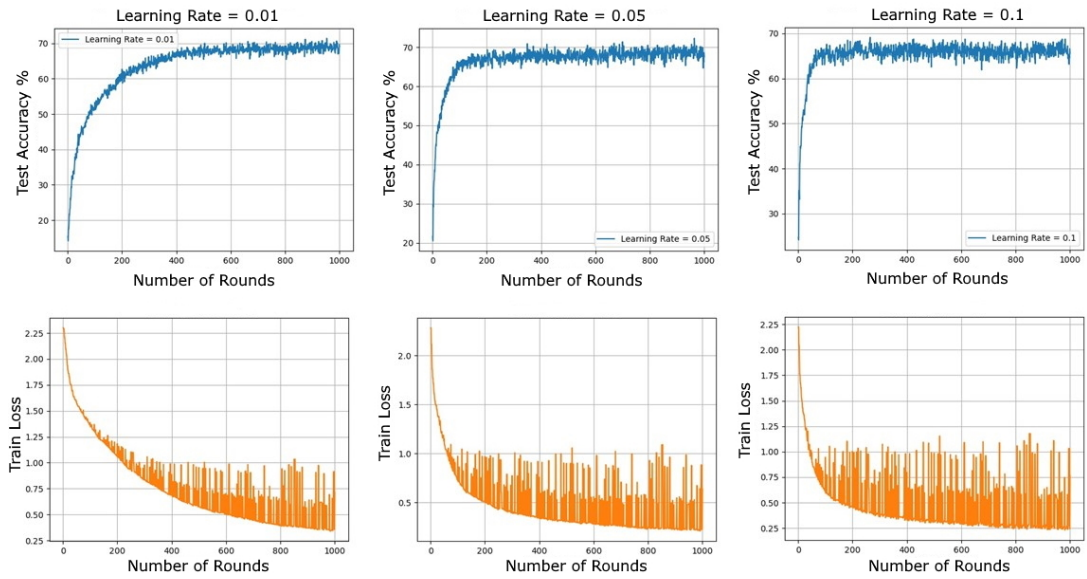 Learning Rate = 0.01
Test Accuracy %
70
60
50
40
30
20
Learning Rate = 0.01
0 200 400 600 800 1000
Number of Rounds
Learning Rate = 0.05
Test Accuracy %
70
60
50
40
30
20
Learning Rate = 0.05
0 200 400 600 800 1000
Number of Rounds
Learning Rate = 0.1
Test Accuracy %
70
60
50
40
30
Learning Rate = 0.1
0 200 400 600 800 1000
Number of Rounds
Train Loss
2.25
2.00
1.75
1.50
1.25
1.00
0.75
0.50
0.25
0 200 400 600 800 1000
Number of Rounds
Train Loss
2.0
1.5
1.0
0.5
0 200 400 600 800 1000
Number of Rounds
Train Loss
2.25
2.00
1.75
1.50
1.25
1.00
0.75
0.50
0.25
0 200 400 600 800 1000
Number of Rounds